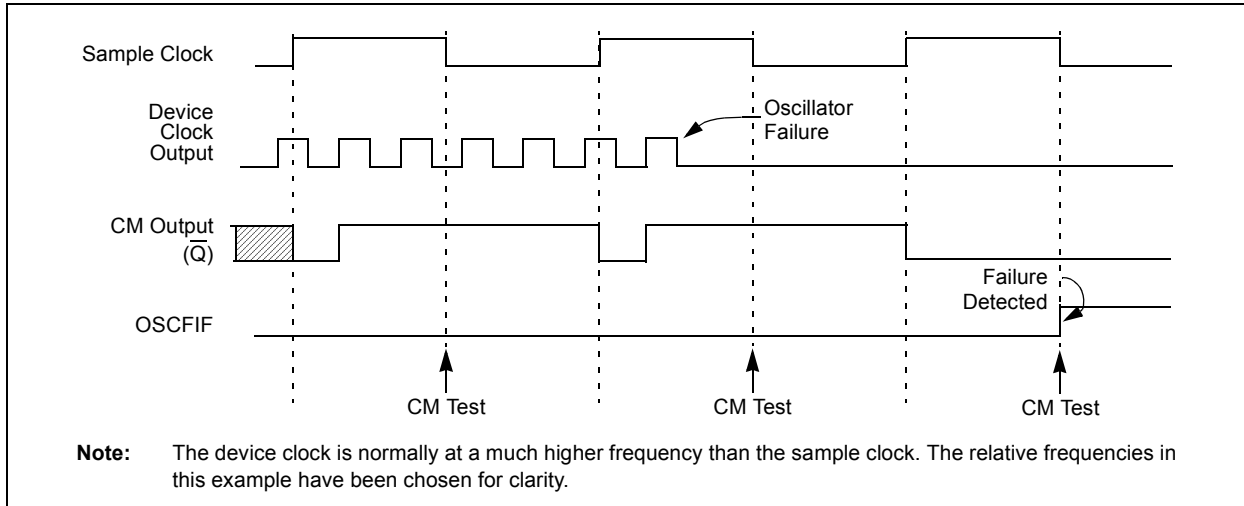 Sample Clock
Device
Clock
Output
Oscillator
Failure
CM Output
(Q̅)
Failure
Detected
OSCFIF
CM Test
CM Test
CM Test
Note: The device clock is normally at a much higher frequency than the sample clock. The relative frequencies in
this example have been chosen for clarity.